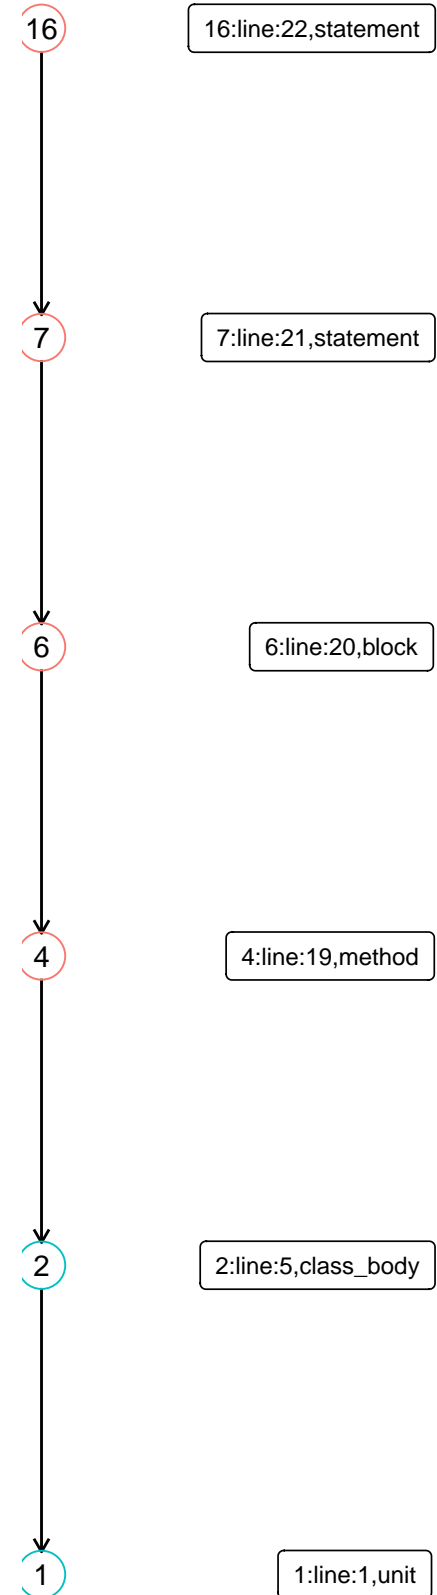 16 16:line:22,statement
7 7:line:21,statement
6 6:line:20,block
4 4:line:19,method
2 2:line:5,class_body
1 1:line:1,unit